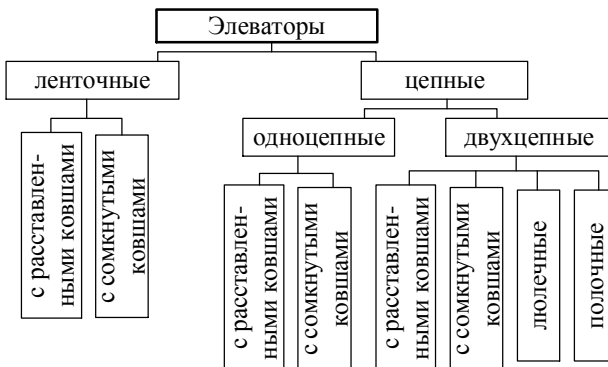 Элеваторы
ленточные
цепные
одноцепные
двухцепные
с расставлен-
ными ковшами
с сомкнутыми
ковшами
с расставлен-
ными ковшами
с сомкнутыми
ковшами
с расставлен-
ными ковшами
с сомкнутыми
ковшами
люлечные
полочные